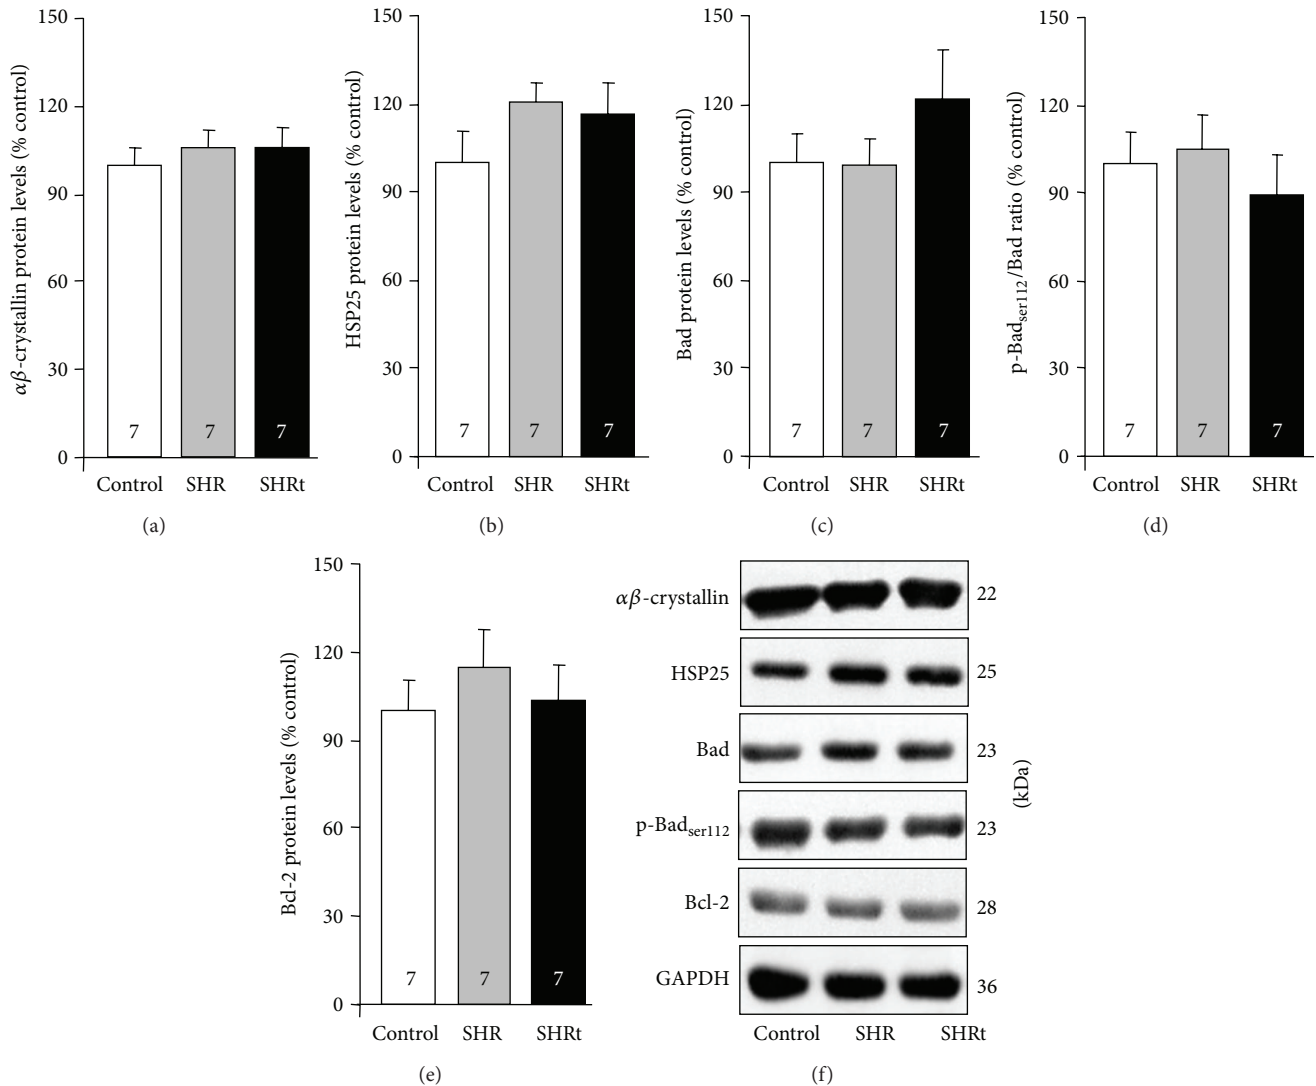 150
120
90
60
30
0
αβ-crystallin protein levels (% control)
7
7
7
Control SHR SHRt
(a)
150
120
90
60
30
0
HSP25 protein levels (% control)
7
7
7
Control SHR SHRt
(b)
150
120
90
60
30
0
Bad protein levels (% control)
7
7
7
Control SHR SHRt
(c)
150
120
90
60
30
0
p-Badser112/Bad ratio (% control)
7
7
7
Control SHR SHRt
(d)
150
120
90
60
30
0
Bcl-2 protein levels (% control)
7
7
7
Control SHR SHRt
(e)
αβ-crystallin 22
HSP25 25
Bad 23
p-Badser112 23
Bcl-2 28
GAPDH 36
(kDa)
Control SHR SHRt
(f)